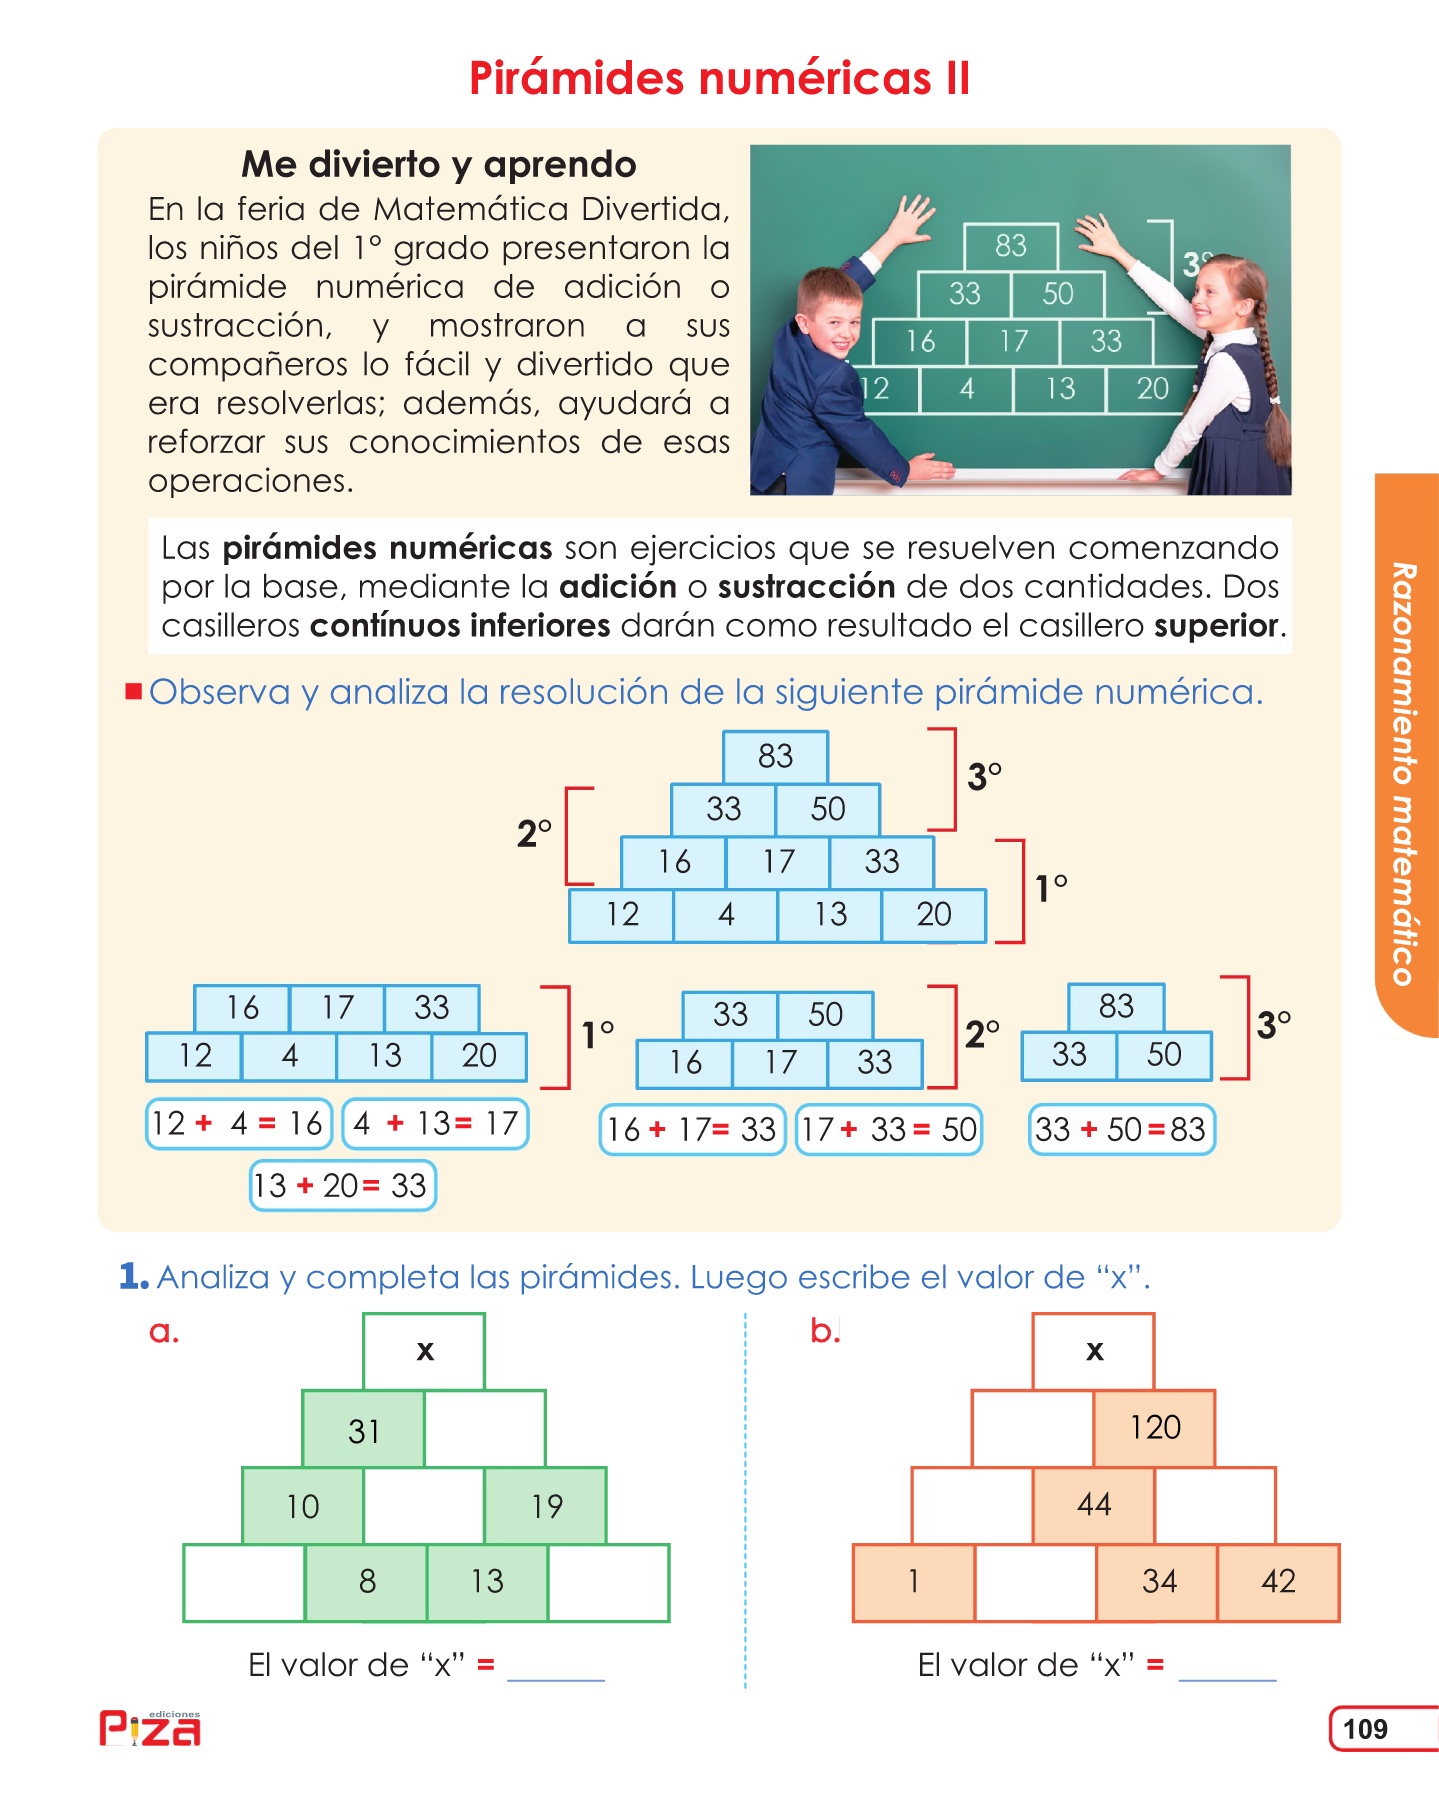 Pirámides numéricas II
Me divierto y aprendo
En la feria de Matemática Divertida,
los niños del 1° grado presentaron la
pirámide numérica de adición o
sustracción, y mostraron a sus
compañeros lo fácil y divertido que
era resolverlas; además, ayudará a
reforzar sus conocimientos de esas
operaciones.
83
3°
33 50
16 17 33
12 4 13 20
Las pirámides numéricas son ejercicios que se resuelven comenzando
por la base, mediante la adición o sustracción de dos cantidades. Dos
casilleros contínuos inferiores darán como resultado el casillero superior.
Observa y analiza la resolución de la siguiente pirámide numérica.
83
3°
33 50
2°
16 17 33
1°
12 4 13 20
16 17 33
12 4 13 20
1°
12 + 4 = 16 4 + 13 = 17
13 + 20 = 33
33 50
16 17 33
2°
16 + 17 = 33 17 + 33 = 50
83
33 50
3°
33 + 50 = 83
Razonamiento matemático
1. Analiza y completa las pirámides. Luego escribe el valor de “x”.
a.
x
31
10 19
8 13
El valor de “x” = ______
b.
x
120
44
1 34 42
El valor de “x” = ______
ediciones
Piza
109